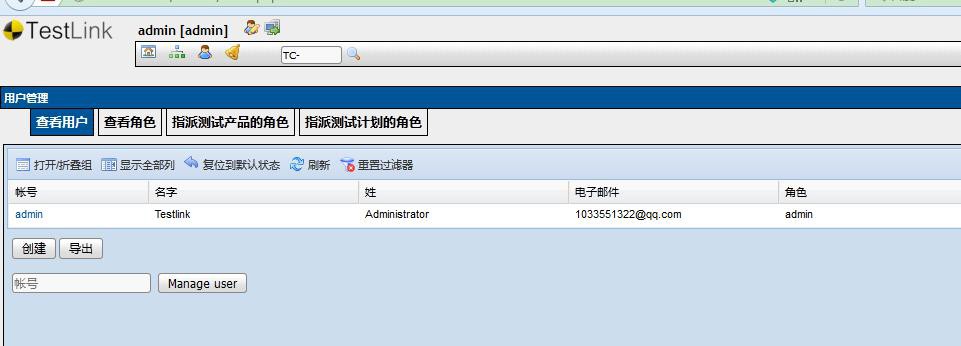 TestLink
admin [admin]
TC-
用户管理
查看用户 查看角色 指派测试产品的角色 指派测试计划的角色
打开/折叠组 显示全部列 复位到默认状态 刷新 重置过滤器
帐号 名字 姓 电子邮件 角色
admin Testlink Administrator 1033551322@qq.com admin
创建 导出
帐号 Manage user